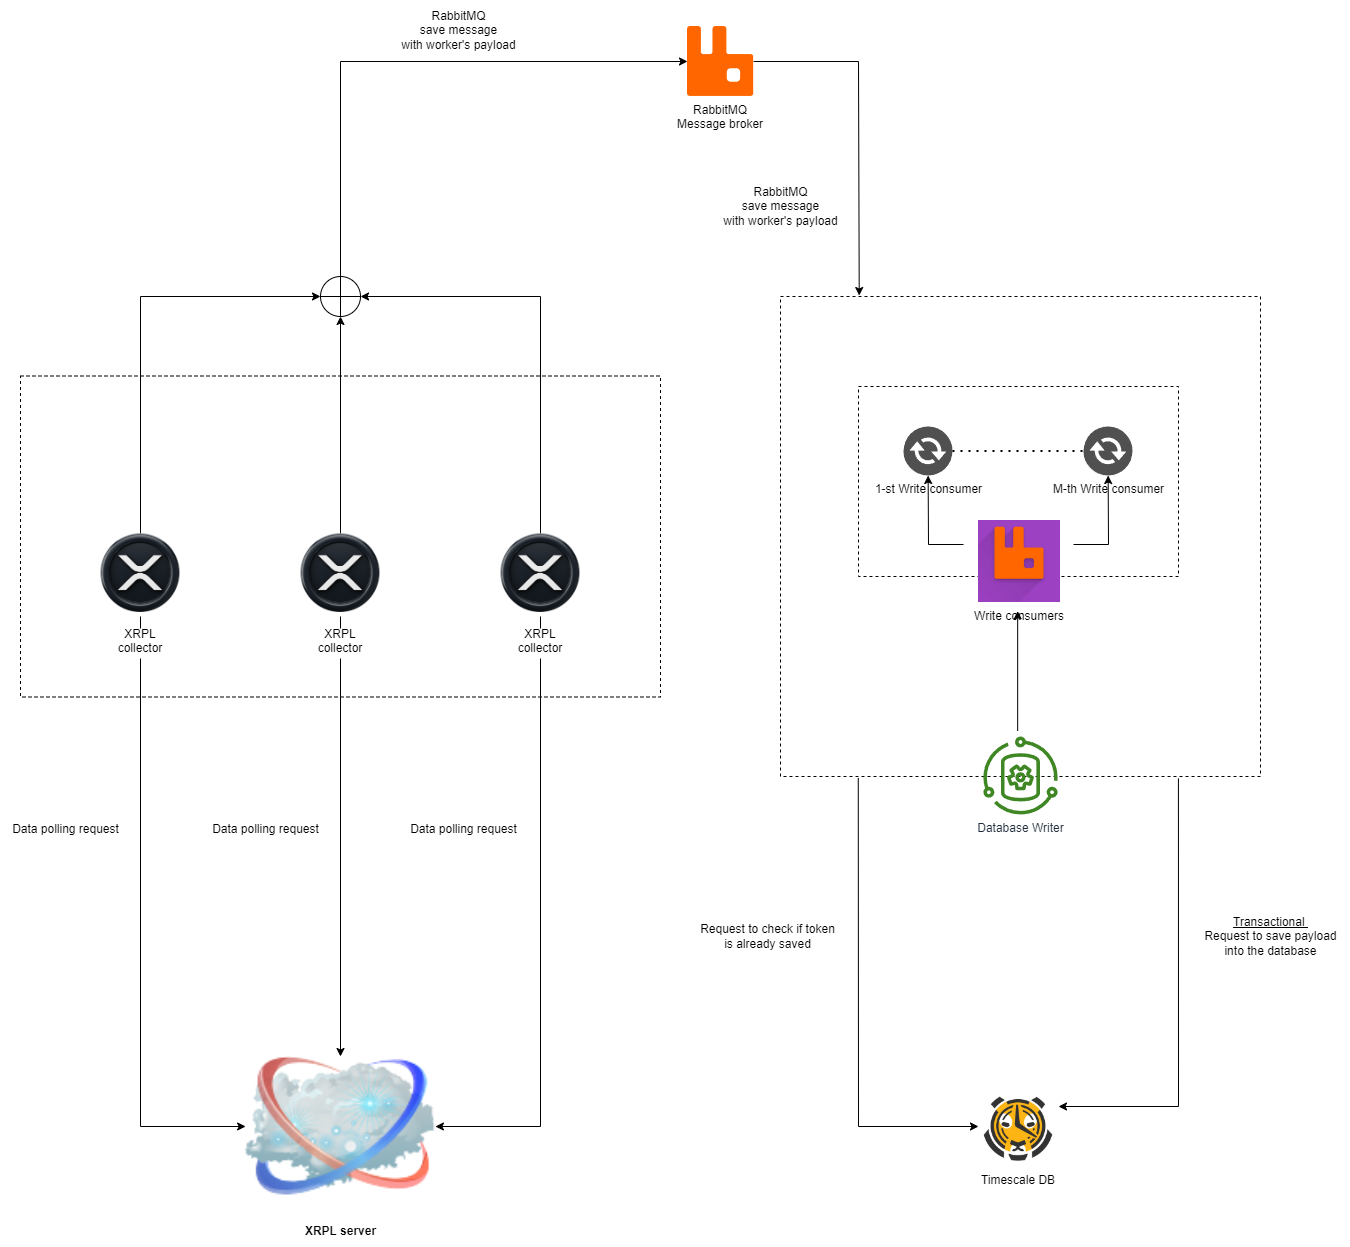 RabbitMQ
save message
with worker's payload
RabbitMQ
Message broker
RabbitMQ
save message
with worker's payload
1-st Write consumer
M-th Write consumer
Write consumers
XRPL
collector
XRPL
collector
XRPL
collector
Data polling request
Data polling request
Data polling request
Database Writer
Request to check if token
is already saved
Transactional
Request to save payload
into the database
Timescale DB
XRPL server